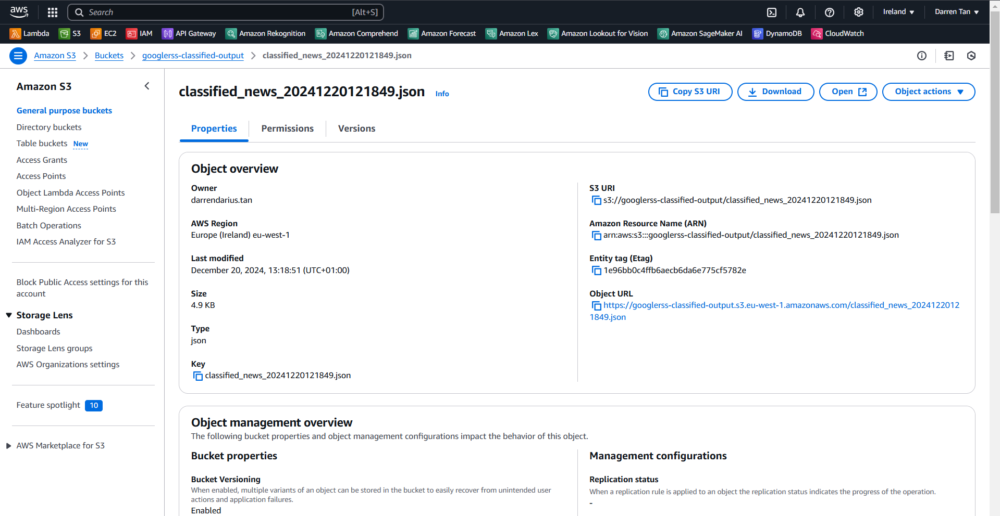 aws
Search [Alt+S] Ireland Darren Tan
Lambda S3 EC2 IAM API Gateway Amazon Rekognition Amazon Comprehend Amazon Forecast Amazon Lex Amazon Lookout for Vision Amazon SageMaker AI DynamoDB CloudWatch
Amazon S3 Buckets googlerss-classified-output classified_news_20241220121849.json
Amazon S3
General purpose buckets
Directory buckets
Table buckets New
Access Grants
Access Points
Object Lambda Access Points
Multi-Region Access Points
Batch Operations
IAM Access Analyzer for S3
Block Public Access settings for this
account
Storage Lens
Dashboards
Storage Lens groups
AWS Organizations settings
Feature spotlight 10
AWS Marketplace for S3
classified_news_20241220121849.json Info
Copy S3 URI Download Open Object actions
Properties Permissions Versions
Object overview
Owner
darrendarius.tan
AWS Region
Europe (Ireland) eu-west-1
Last modified
December 20, 2024, 13:18:51 (UTC+01:00)
Size
4.9 KB
Type
json
Key
classified_news_20241220121849.json
S3 URI
s3://googlerss-classified-output/classified_news_20241220121849.json
Amazon Resource Name (ARN)
arn:aws:s3:::googlerss-classified-output/classified_news_20241220121849.json
Entity tag (Etag)
1e96bb0c4ffb6aecb6da6e775cf5782e
Object URL
https://googlerss-classified-output.s3.eu-west-1.amazonaws.com/classified_news_2024122012
1849.json
Object management overview
The following bucket properties and object management configurations impact the behavior of this object.
Bucket properties
Bucket Versioning
When enabled, multiple variants of an object can be stored in the bucket to easily recover from unintended user
actions and application failures.
Enabled
Management configurations
Replication status
When a replication rule is applied to an object the replication status indicates the progress of the operation.
-